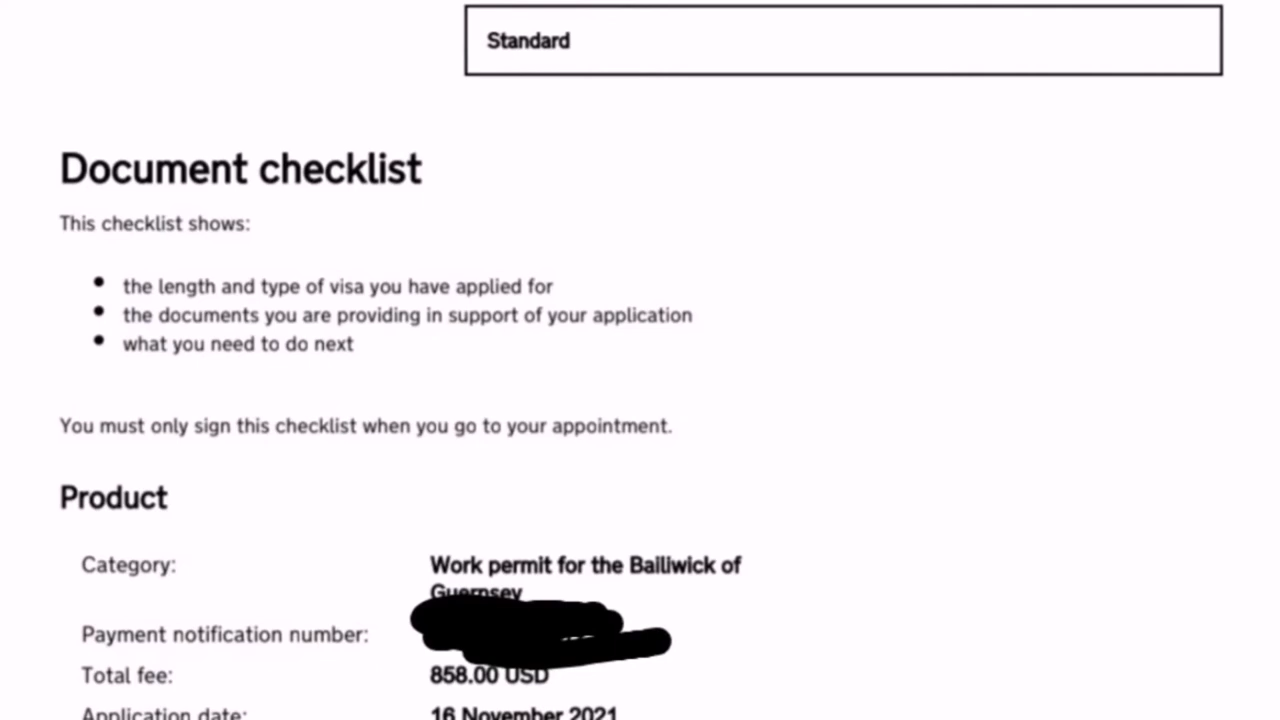 Standard
Document checklist
This checklist shows:
the length and type of visa you have applied for
the documents you are providing in support of your application
what you need to do next
You must only sign this checklist when you go to your appointment.
Product
Category: Work permit for the Bailiwick of
Guernsey
Payment notification number:
Total fee: 858.00 USD
Application date: 16 November 2021